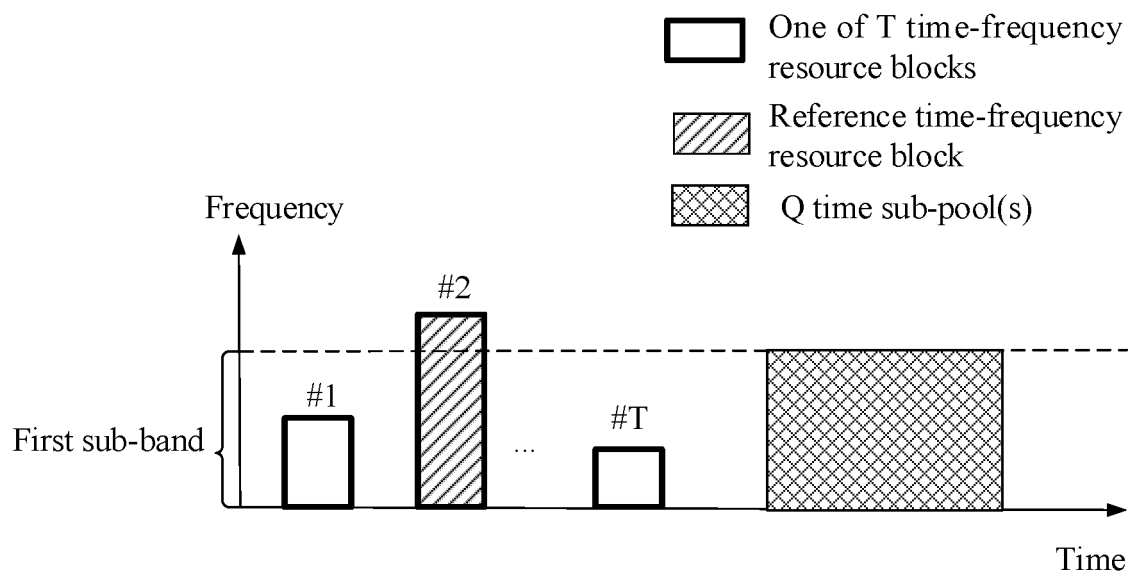 One of T time-frequency
resource blocks
Reference time-frequency
resource block
Q time sub-pool(s)
Frequency
#2
#1
#T
...
First sub-band
Time